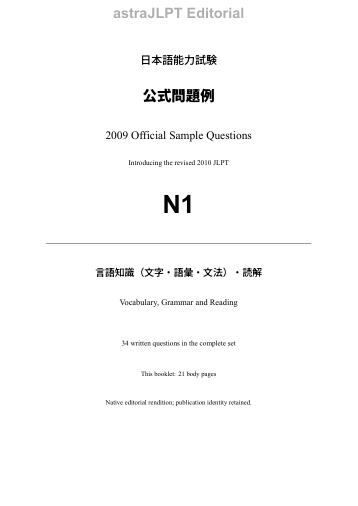 astraJLPT Editorial
日本語能力試験
公式問題例
2009 Official Sample Questions
Introducing the revised 2010 JLPT
N1
言語知識（文字・語彙・文法）・読解
Vocabulary, Grammar and Reading
34 written questions in the complete set
This booklet: 21 body pages
Native editorial rendition; publication identity retained.